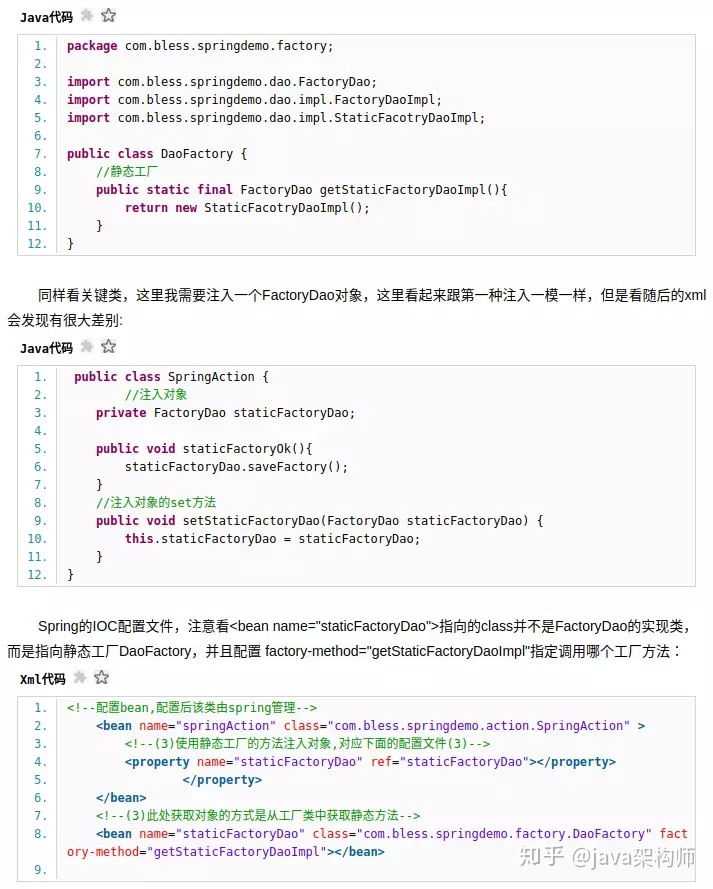 Java代码
1. package com.bless.springdemo.factory;
2.
3. import com.bless.springdemo.dao.FactoryDao;
4. import com.bless.springdemo.dao.impl.FactoryDaoImpl;
5. import com.bless.springdemo.dao.impl.StaticFacotryDaoImpl;
6.
7. public class DaoFactory {
8.     //静态工厂
9.     public static final FactoryDao getStaticFactoryDaoImpl(){
10.         return new StaticFacotryDaoImpl();
11.     }
12. }
同样看关键类，这里我需要注入一个FactoryDao对象，这里看起来跟第一种注入一模一样，但是看随后的xml
会发现有很大差别:
Java代码
1.  public class SpringAction {
2.         //注入对象
3.     private FactoryDao staticFactoryDao;
4.
5.     public void staticFactoryOk(){
6.         staticFactoryDao.saveFactory();
7.     }
8.     //注入对象的set方法
9.     public void setStaticFactoryDao(FactoryDao staticFactoryDao) {
10.         this.staticFactoryDao = staticFactoryDao;
11.     }
12. }
Spring的IOC配置文件，注意看<bean name="staticFactoryDao">指向的class并不是FactoryDao的实现类，
而是指向静态工厂DaoFactory，并且配置 factory-method="getStaticFactoryDaoImpl"指定调用哪个工厂方法：
Xml代码
1. <!--配置bean,配置后该类由spring管理-->
2.     <bean name="springAction" class="com.bless.springdemo.action.SpringAction" >
3.         <!--(3)使用静态工厂的方法注入对象,对应下面的配置文件(3)-->
4.         <property name="staticFactoryDao" ref="staticFactoryDao"></property>
5.                 </property>
6.     </bean>
7.     <!--(3)此处获取对象的方式是从工厂类中获取静态方法-->
8.     <bean name="staticFactoryDao" class="com.bless.springdemo.factory.DaoFactory" fact
ory-method="getStaticFactoryDaoImpl"></bean>
9.
知乎 @java架构师